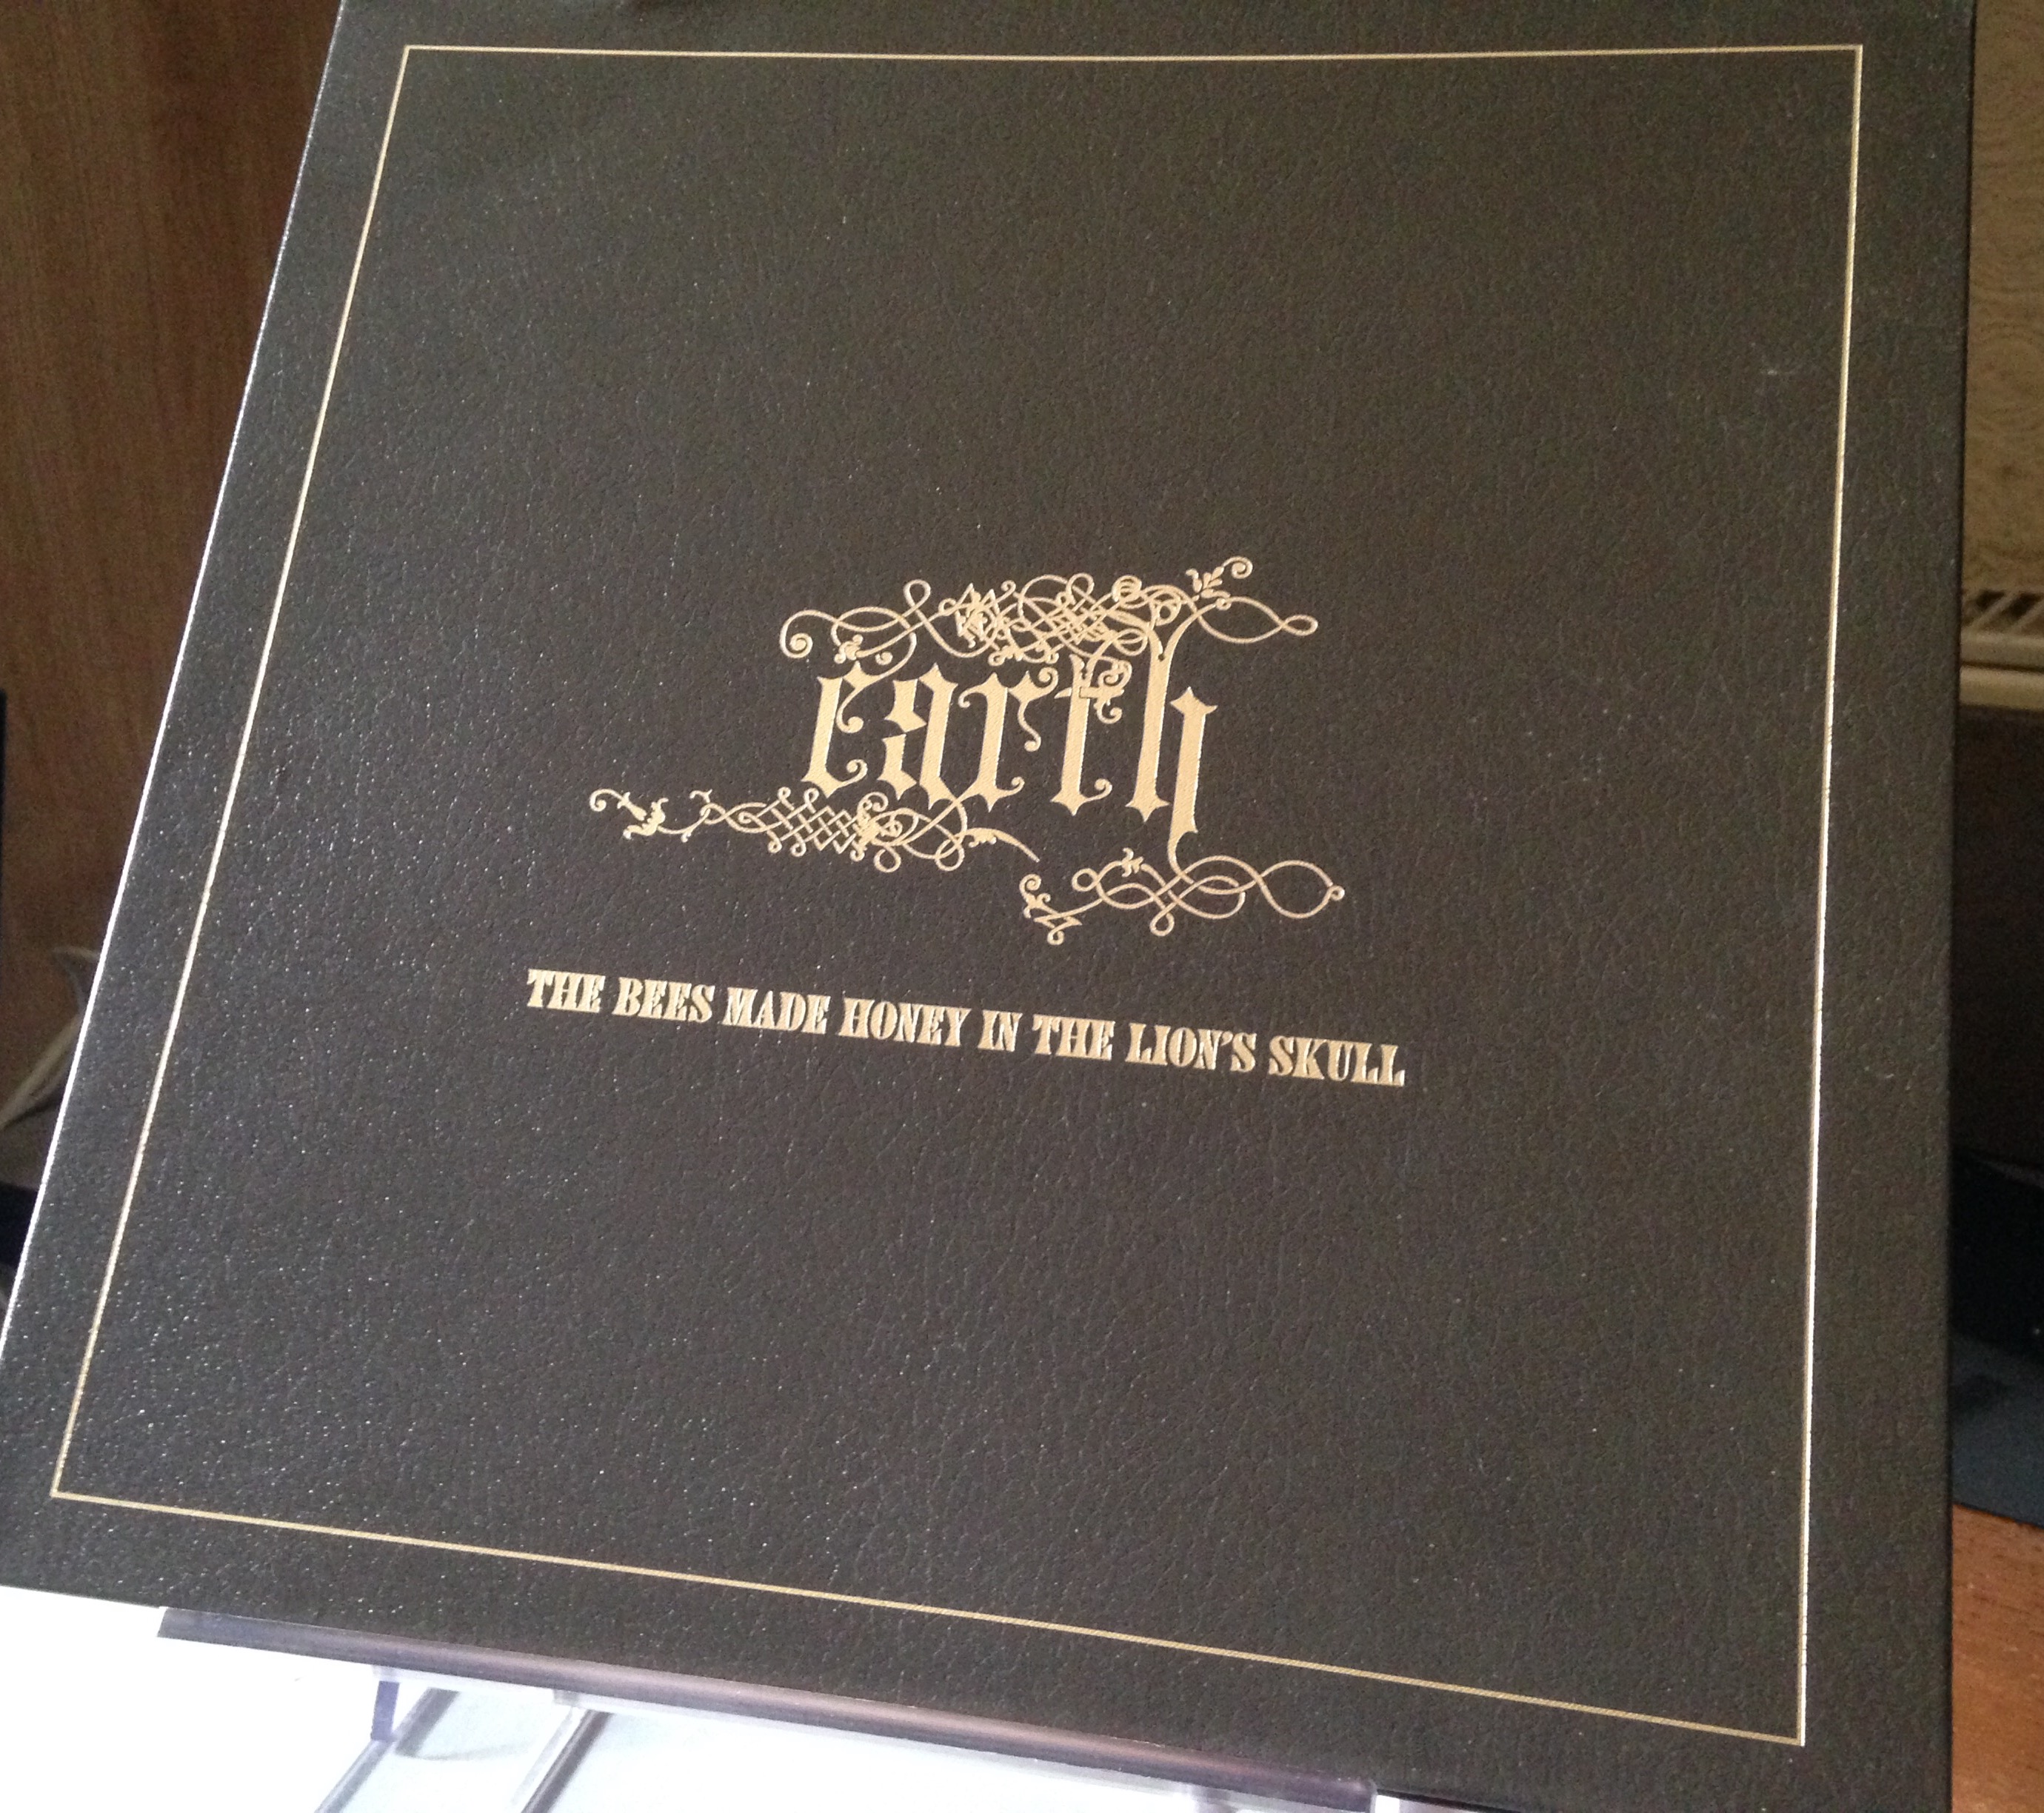 earth
THE BEES MADE HONEY IN THE LION'S SKULL